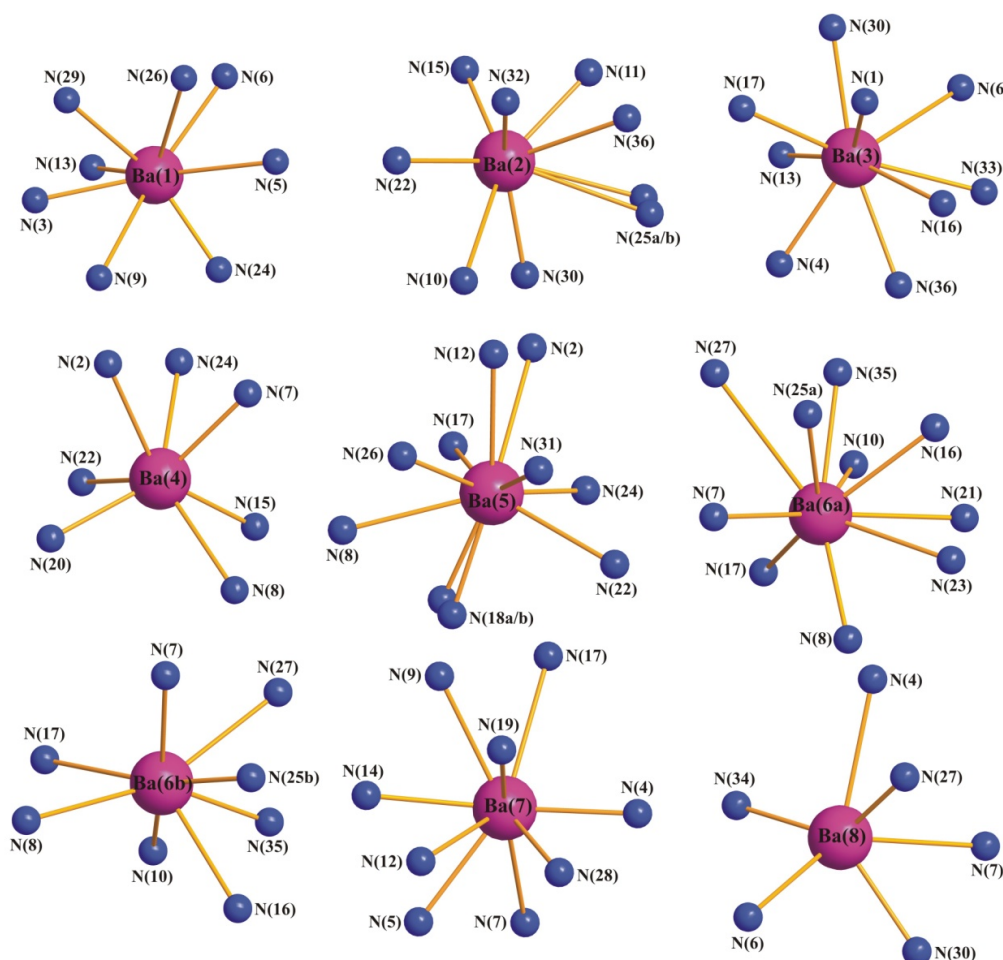 N(29)
N(26)
N(6)
N(13)
Ba(1)
N(5)
N(3)
N(9)
N(24)
N(15)
N(32)
N(11)
N(36)
Ba(2)
N(22)
N(25a/b)
N(10)
N(30)
N(30)
N(1)
N(6)
N(17)
Ba(3)
N(13)
N(33)
N(16)
N(4)
N(36)
N(2)
N(24)
N(7)
N(22)
Ba(4)
N(15)
N(20)
N(8)
N(12)
N(2)
N(17)
N(31)
N(26)
Ba(5)
N(24)
N(8)
N(22)
N(18a/b)
N(27)
N(35)
N(25a)
N(10)
N(16)
N(7)
Ba(6a)
N(21)
N(17)
N(23)
N(8)
N(7)
N(27)
N(17)
Ba(6b)
N(25b)
N(8)
N(35)
N(10)
N(16)
N(9)
N(17)
N(19)
N(14)
Ba(7)
N(4)
N(12)
N(28)
N(5)
N(7)
N(4)
N(27)
N(34)
Ba(8)
N(7)
N(6)
N(30)